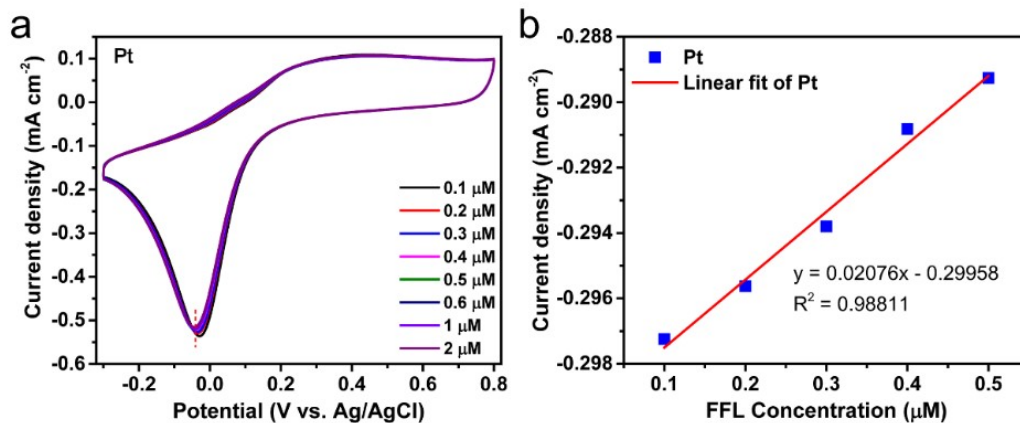 a
Pt
0.1
0.0
-0.1
-0.2
-0.3
-0.4
-0.5
-0.6
Current density (mA cm-2)
0.1 μM
0.2 μM
0.3 μM
0.4 μM
0.5 μM
0.6 μM
1 μM
2 μM
-0.2 0.0 0.2 0.4 0.6 0.8
Potential (V vs. Ag/AgCl)
b
-0.288
-0.290
-0.292
-0.294
-0.296
-0.298
Current density (mA cm-2)
Pt
Linear fit of Pt
y = 0.02076x - 0.29958
R2 = 0.98811
0.1 0.2 0.3 0.4 0.5
FFL Concentration (μM)